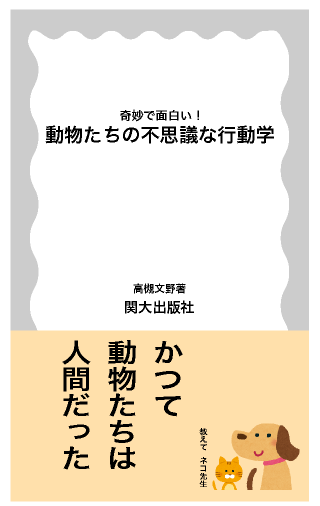 奇妙で面白い！
動物たちの不思議な行動学
高槻文野著
関大出版社
かつて
動物たちは
人間だった
教えて ネコ先生